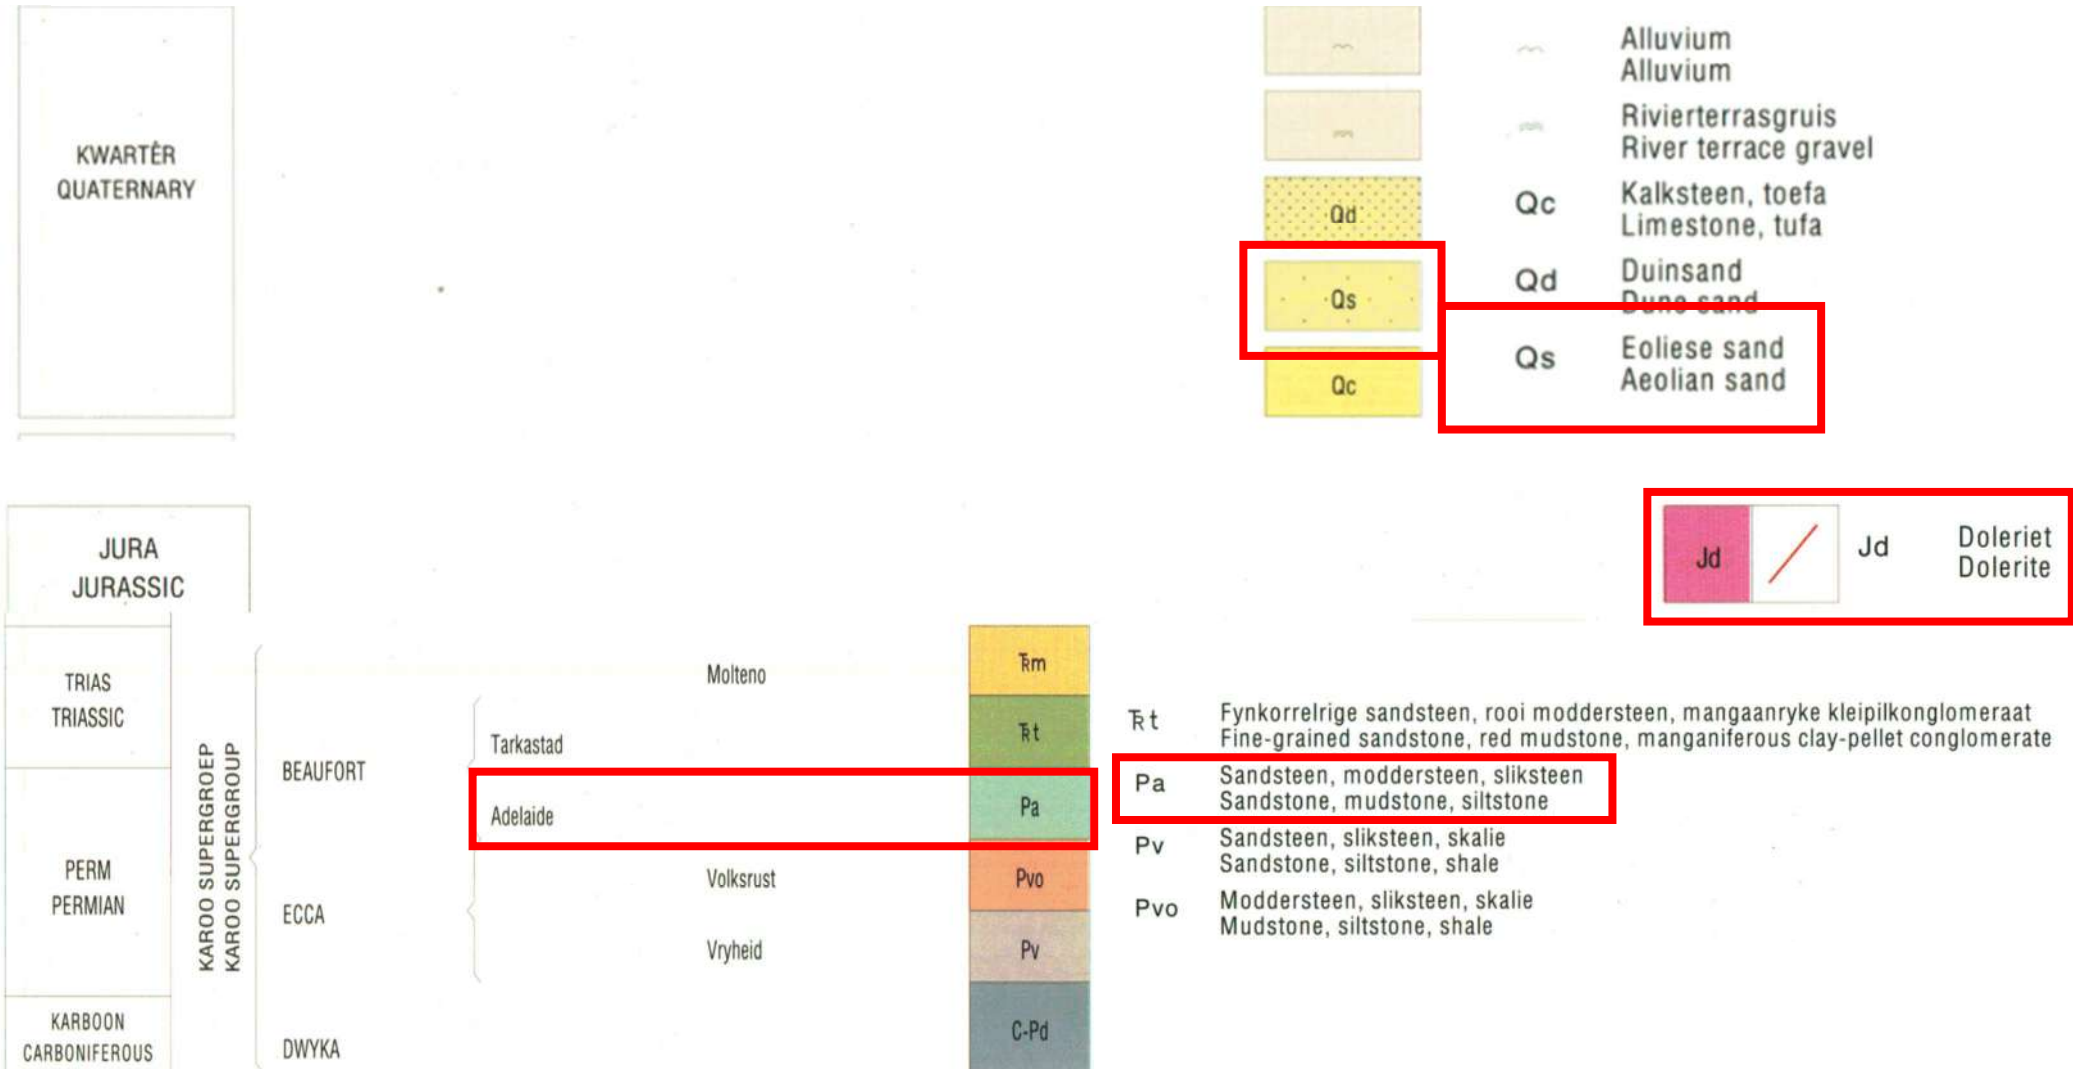 Alluvium
Alluvium
Rivierterrasgruis
River terrace gravel
KWARTÊR
QUATERNARY
Qd
Qc
Kalksteen, toefa
Limestone, tufa
Qs
Qd
Duinsand
Dune sand
Qc
Qs
Eoliese sand
Aeolian sand
JURA
JURASSIC
Jd
Jd
Doleriet
Dolerite
TRIAS
TRIASSIC
PERM
PERMIAN
KARBOON
CARBONIFEROUS
KAROO SUPERGROEP
KAROO SUPERGROUP
BEAUFORT
ECCA
DWYKA
Tarkastad
Adelaide
Molteno
Volksrust
Vryheid
Ƭm
Ƭt
Pa
Pvo
Pv
C-Pd
Ƭt
Fynkorrelrige sandsteen, rooi moddersteen, mangaanryke kleipilkonglomeraat
Fine-grained sandstone, red mudstone, manganiferous clay-pellet conglomerate
Pa
Sandsteen, moddersteen, sliksteen
Sandstone, mudstone, siltstone
Pv
Sandsteen, sliksteen, skalie
Sandstone, siltstone, shale
Pvo
Moddersteen, sliksteen, skalie
Mudstone, siltstone, shale